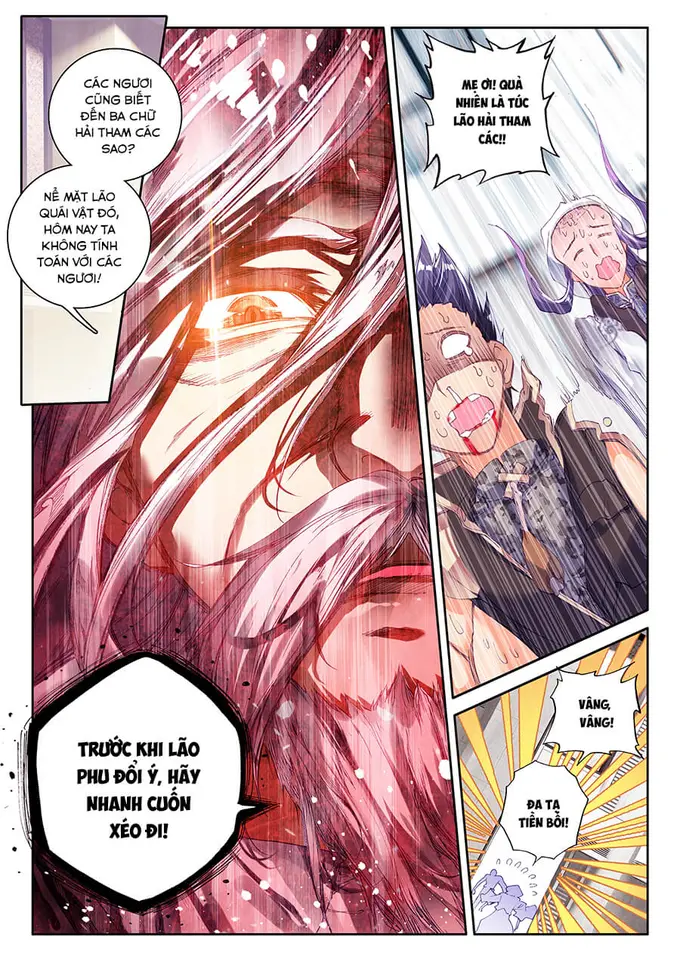 CÁC NGƯƠI
CŨNG BIẾT
ĐẾN BA CHỮ
HẢI THAM CÁC
SAO?
NỂ MẶT LÃO
QUÁI VẬT ĐÓ,
HÔM NAY TA
KHÔNG TÍNH
TOÁN VỚI CÁC
NGƯƠI!
MẸ ƠI! QUẢ
NHIÊN LÀ TÚC
LÃO HẢI THAM
CÁC!!
TRƯỚC KHI LÃO
PHU ĐỔI Ý, HÃY
NHANH CUỐN
XÉO ĐI!
VÂNG,
VÂNG!
ĐA TẠ
TIỀN BỐI!